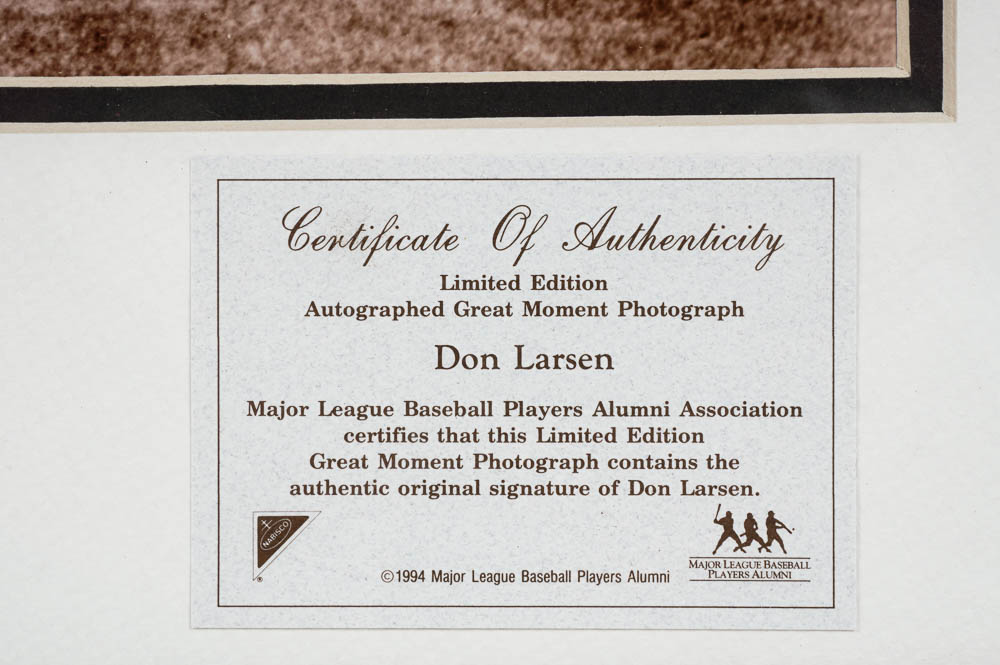 Certificate Of Authenticity
Limited Edition
Autographed Great Moment Photograph
Don Larsen
Major League Baseball Players Alumni Association
certifies that this Limited Edition
Great Moment Photograph contains the
authentic original signature of Don Larsen.
NABISCO
®
©1994 Major League Baseball Players Alumni
MAJOR LEAGUE BASEBALL
PLAYERS ALUMNI